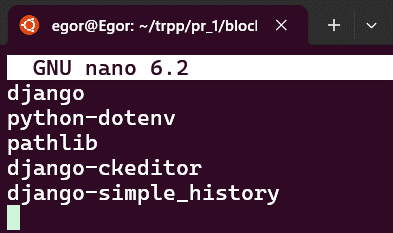 egor@Egor: ~/trpp/pr_1/block
GNU nano 6.2
django
python-dotenv
pathlib
django-ckeditor
django-simple_history